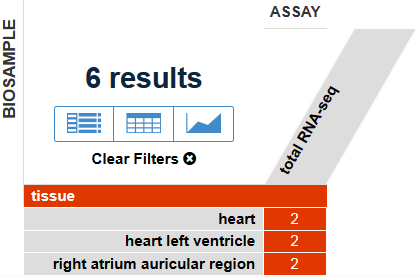 ASSAY
BIOSAMPLE
6 results
total RNA-seq
Clear Filters
tissue
heart 2
heart left ventricle 2
right atrium auricular region 2